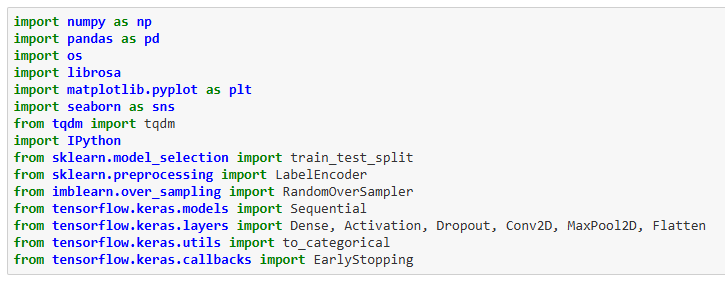 import numpy as np
import pandas as pd
import os
import librosa
import matplotlib.pyplot as plt
import seaborn as sns
from tqdm import tqdm
import IPython
from sklearn.model_selection import train_test_split
from sklearn.preprocessing import LabelEncoder
from imblearn.over_sampling import RandomOverSampler
from tensorflow.keras.models import Sequential
from tensorflow.keras.layers import Dense, Activation, Dropout, Conv2D, MaxPool2D, Flatten
from tensorflow.keras.utils import to_categorical
from tensorflow.keras.callbacks import EarlyStopping